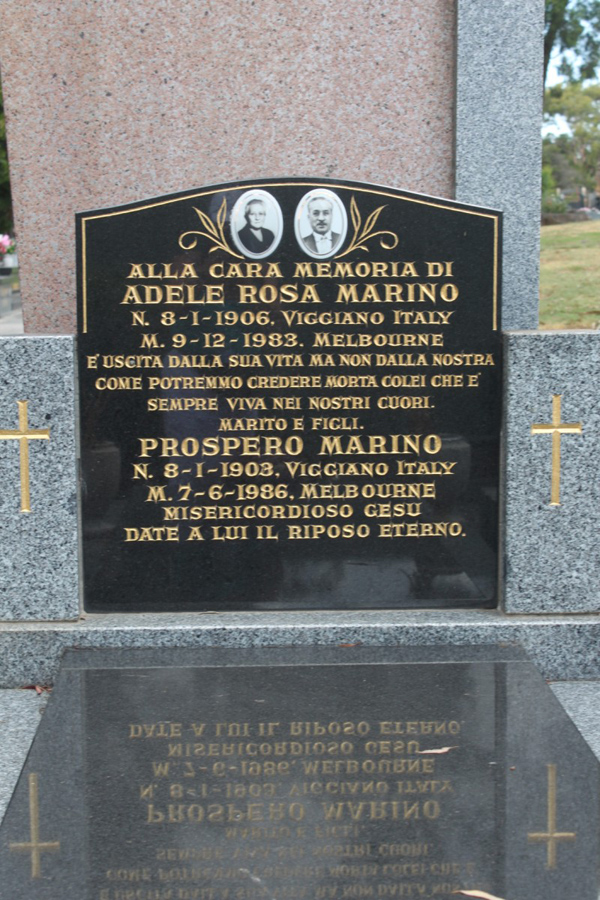 ALLA CARA MEMORIA DI
ADELE ROSA MARINO
N. 8-1-1906. VIGGIANO ITALY
M. 9-12-1983. MELBOURNE
E' USCITA DALLA SUA VITA MA NON DALLA NOSTRA
COME POTREMMO CREDERE MORTA COLEI CHE E'
SEMPRE VIVA NEI NOSTRI CUORI.
MARITO E FIGLI.
PROSPERO MARINO
N. 8-1-1903. VIGGIANO ITALY
M. 7-6-1986. MELBOURNE
MISERICORDIOSO GESU
DATE A LUI IL RIPOSO ETERNO.